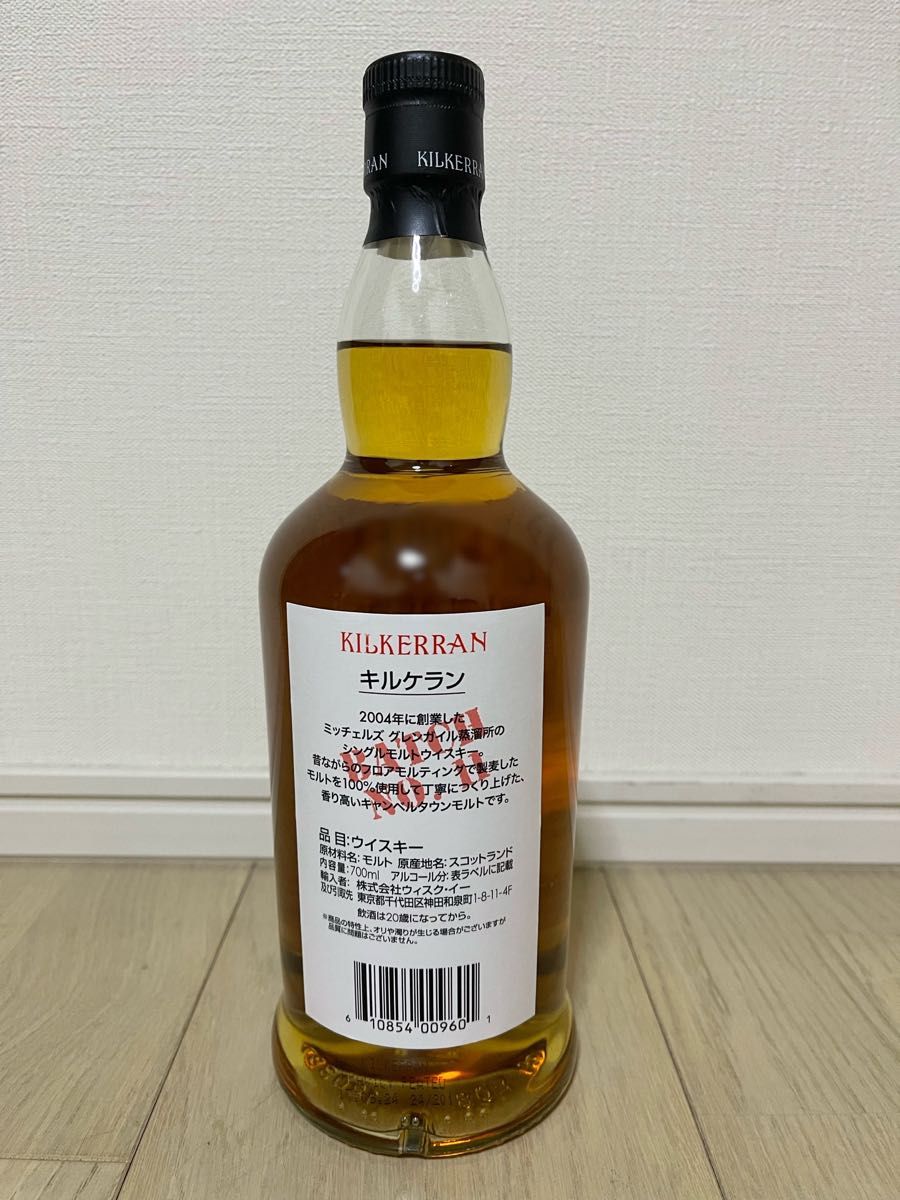 KILKERRAN
KILKERRAN
キルケラン
2004年に創業した
ミッチェルズ グレンガイル蒸溜所の
シングルモルトウイスキー。
昔ながらのフロアモルティングで製麦した
モルトを100%使用して丁寧につくり上げた、
香り高いキャンベルタウンモルトです。
BATCH
NO. 11
品 目:ウイスキー
原材料名:モルト 原産地名:スコットランド
内容量:700ml アルコール分:表ラベルに記載
輸入者: 株式会社ウィスク・イー
及び引取先 東京都千代田区神田和泉町1-8-11-4F
飲酒は20歳になってから。
※商品の特性上、オリや濁りが生じる場合がございますが
品質に問題はございません。
6 10854 00960 1